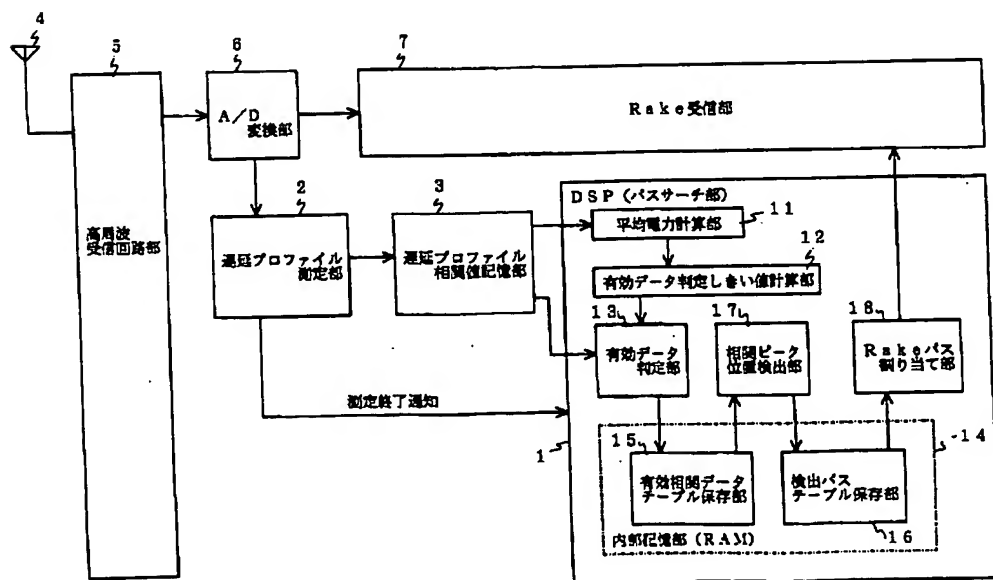 4
5
6
7
A/D
変換部
Rake受信部
高周波
受信回路部
2
遅延プロファイル
測定部
3
遅延プロファイル
相関値記憶部
測定終了通知
1
DSP(パスサーチ部)
11
平均電力計算部
12
有効データ判定しきい値計算部
13
有効データ
判定部
17
相関ピーク
位置検出部
18
Rakeパス
割り当て部
14
15
有効相関データ
テーブル保存部
検出パス
テーブル保存部
16
内部記憶部(RAM)